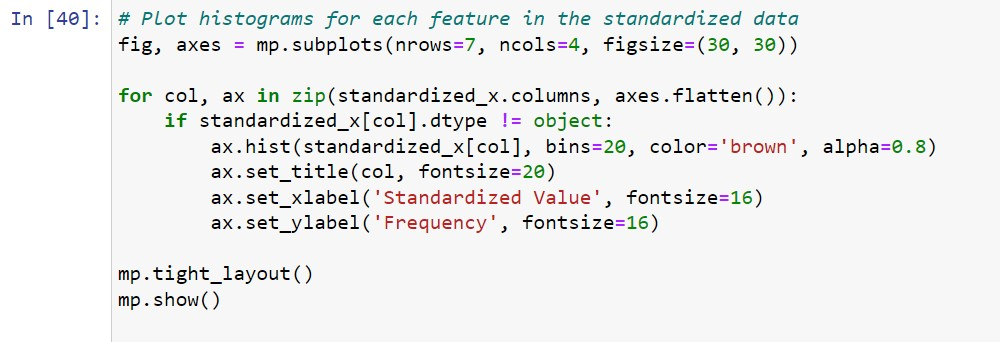 In [40]: # Plot histograms for each feature in the standardized data
fig, axes = mp.subplots(nrows=7, ncols=4, figsize=(30, 30))

for col, ax in zip(standardized_x.columns, axes.flatten()):
    if standardized_x[col].dtype != object:
        ax.hist(standardized_x[col], bins=20, color='brown', alpha=0.8)
        ax.set_title(col, fontsize=20)
        ax.set_xlabel('Standardized Value', fontsize=16)
        ax.set_ylabel('Frequency', fontsize=16)

mp.tight_layout()
mp.show()